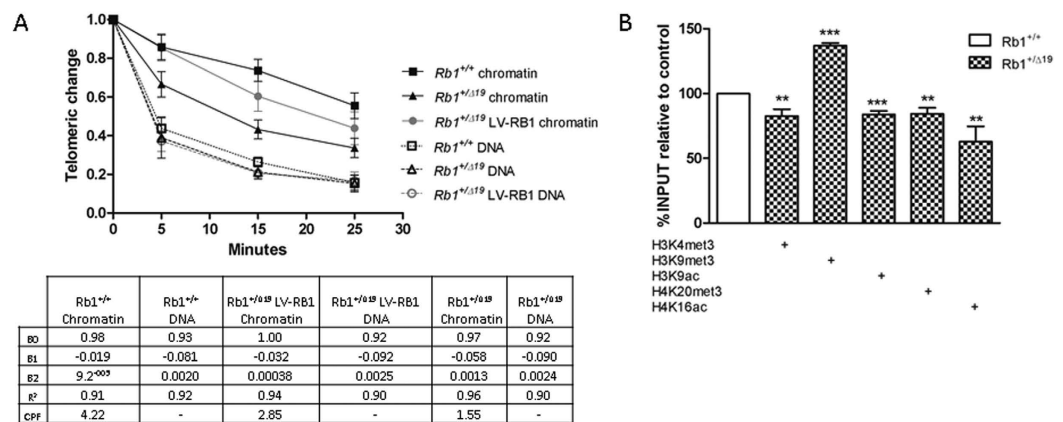 A
Telomeric change
1.0
0.8
0.6
0.4
0.2
0.0
0 5 10 15 20 25 30
Minutes
Rb1+/+ chromatin
Rb1+/Δ19 chromatin
Rb1+/Δ19 LV-RB1 chromatin
Rb1+/+ DNA
Rb1+/Δ19 DNA
Rb1+/Δ19 LV-RB1 DNA
Rb1+/+ Chromatin Rb1+/+ DNA Rb1+/Δ19 LV-RB1 Chromatin Rb1+/Δ19 LV-RB1 DNA Rb1+/Δ19 Chromatin Rb1+/Δ19 DNA
B0 0.98 0.93 1.00 0.92 0.97 0.92
B1 -0.019 -0.081 -0.032 -0.092 -0.058 -0.090
B2 9.2-005 0.0020 0.00038 0.0025 0.0013 0.0024
R2 0.91 0.92 0.94 0.90 0.96 0.90
CPF 4.22 - 2.85 - 1.55 -
B
%INPUT relative to control
150
100
50
0
** *** *** ** **
Rb1+/+
Rb1+/Δ19
H3K4met3 +
H3K9met3 +
H3K9ac +
H4K20met3 +
H4K16ac +